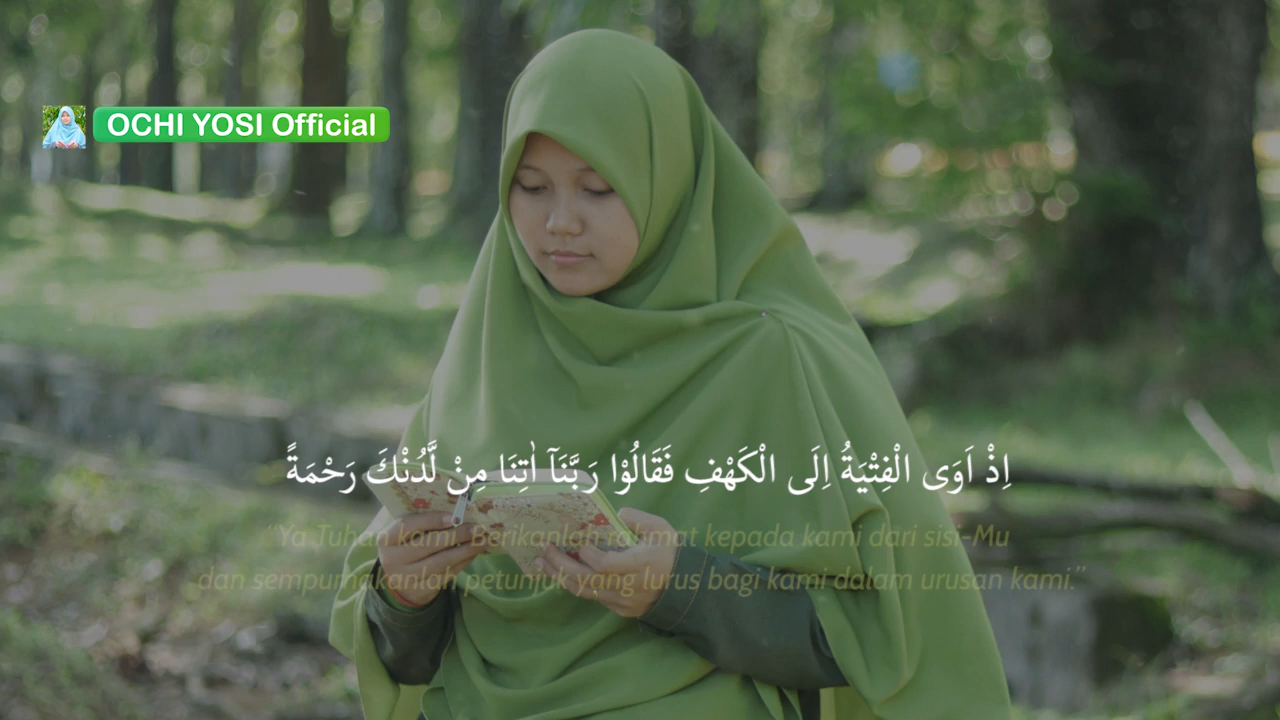 OCHI YOSI Official
اِذْ اَوَى الْفِتْيَةُ اِلَى الْكَهْفِ فَقَالُوْا رَبَّنَآ اٰتِنَا مِنْ لَّدُنْكَ رَحْمَةً
“Ya Tuhan kami. Berikanlah rahmat kepada kami dari sisi-Mu
dan sempurnakanlah petunjuk yang lurus bagi kami dalam urusan kami.”